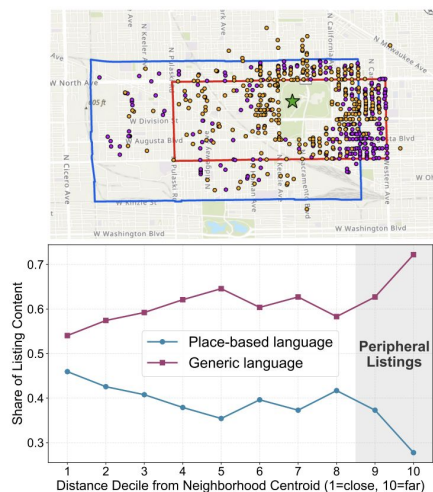 N Keeler Ave
N Pulaski R
N California A
N Milwaukee Ave
Ave
W North Ave
W Division St
W Augusta Blvd
N Cicero Ave
Pulaski Rd
Sacramento Blvd
Western Ave
W Kinzie St
W Washington Blvd
W Washington Blvd
0.7
0.6
0.5
0.4
0.3
Share of Listing Content
Place-based language
Generic language
Peripheral
Listings
1 2 3 4 5 6 7 8 9 10
Distance Decile from Neighborhood Centroid (1=close, 10=far)